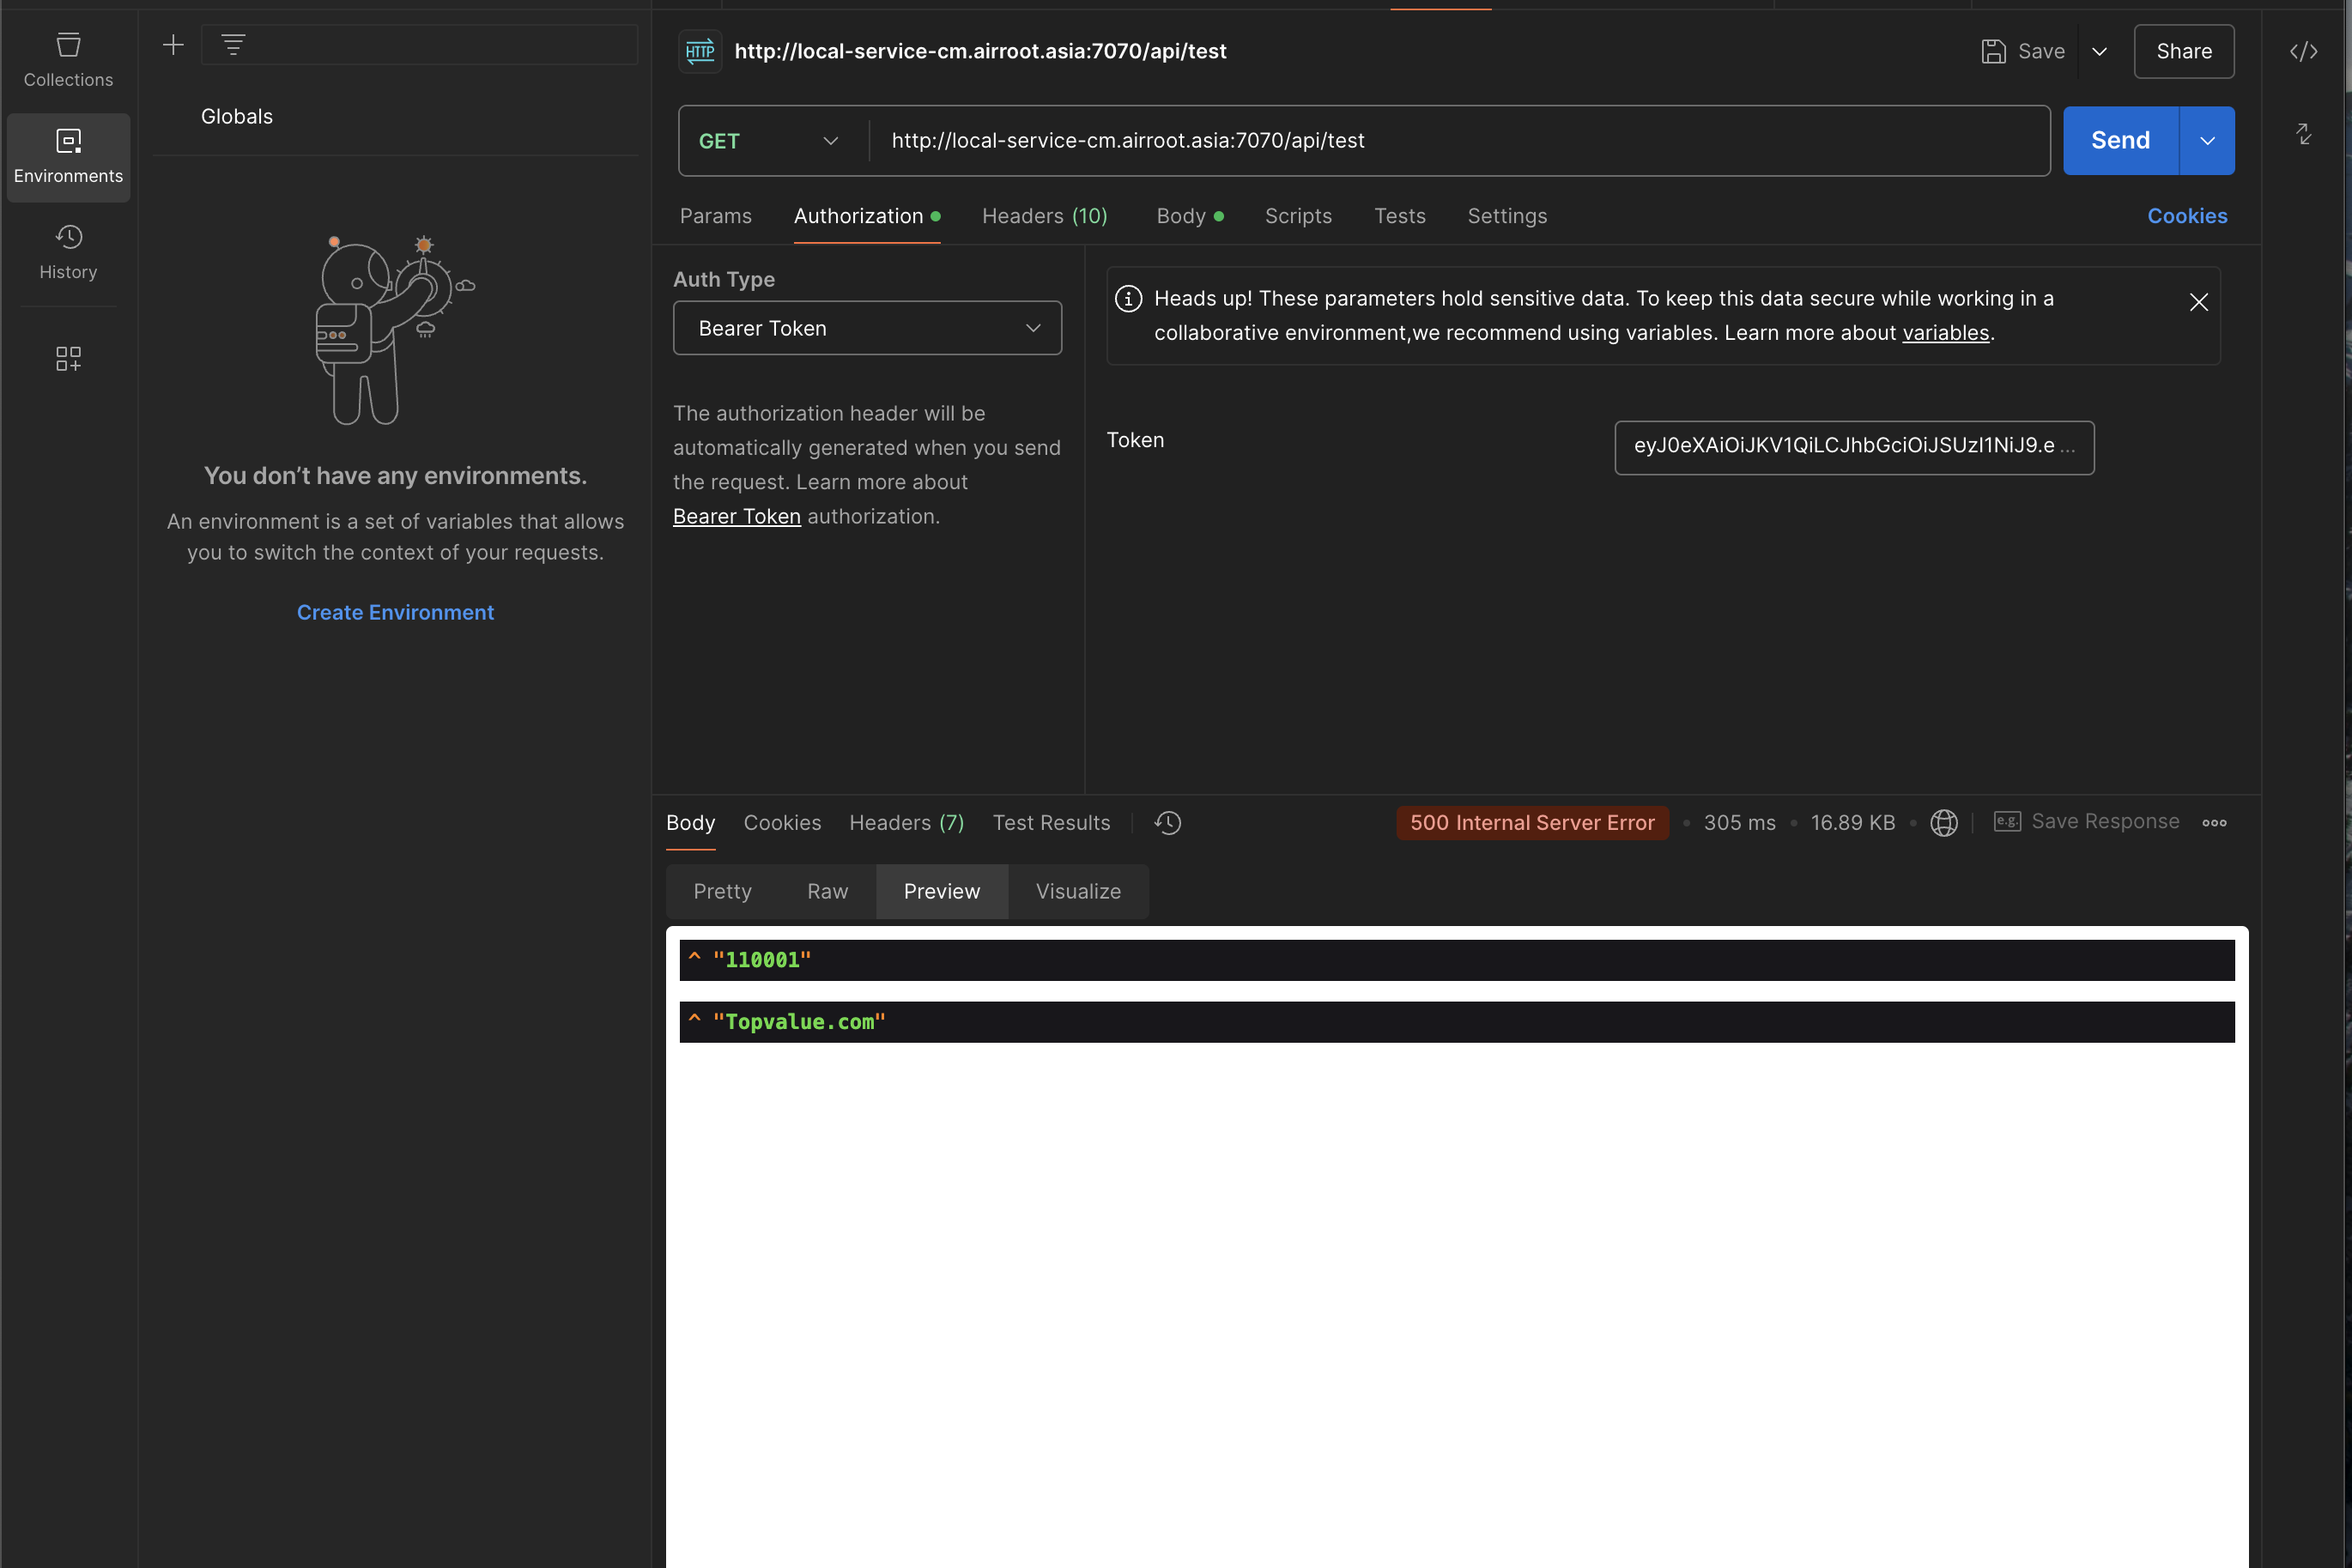 Collections
Environments
History
Globals
You don’t have any environments.
An environment is a set of variables that allows
you to switch the context of your requests.
Create Environment
HTTP
http://local-service-cm.airroot.asia:7070/api/test
Save
Share
GET
http://local-service-cm.airroot.asia:7070/api/test
Send
Params
Authorization
Headers (10)
Body
Scripts
Tests
Settings
Cookies
Auth Type
Bearer Token
The authorization header will be
automatically generated when you send
the request. Learn more about
Bearer Token authorization.
Heads up! These parameters hold sensitive data. To keep this data secure while working in a
collaborative environment,we recommend using variables. Learn more about variables.
Token
eyJ0eXAiOiJKV1QiLCJhbGciOiJSUzI1NiJ9.e ...
Body
Cookies
Headers (7)
Test Results
500 Internal Server Error
305 ms
16.89 KB
e.g.
Save Response
Pretty
Raw
Preview
Visualize
^ "110001"
^ "Topvalue.com"